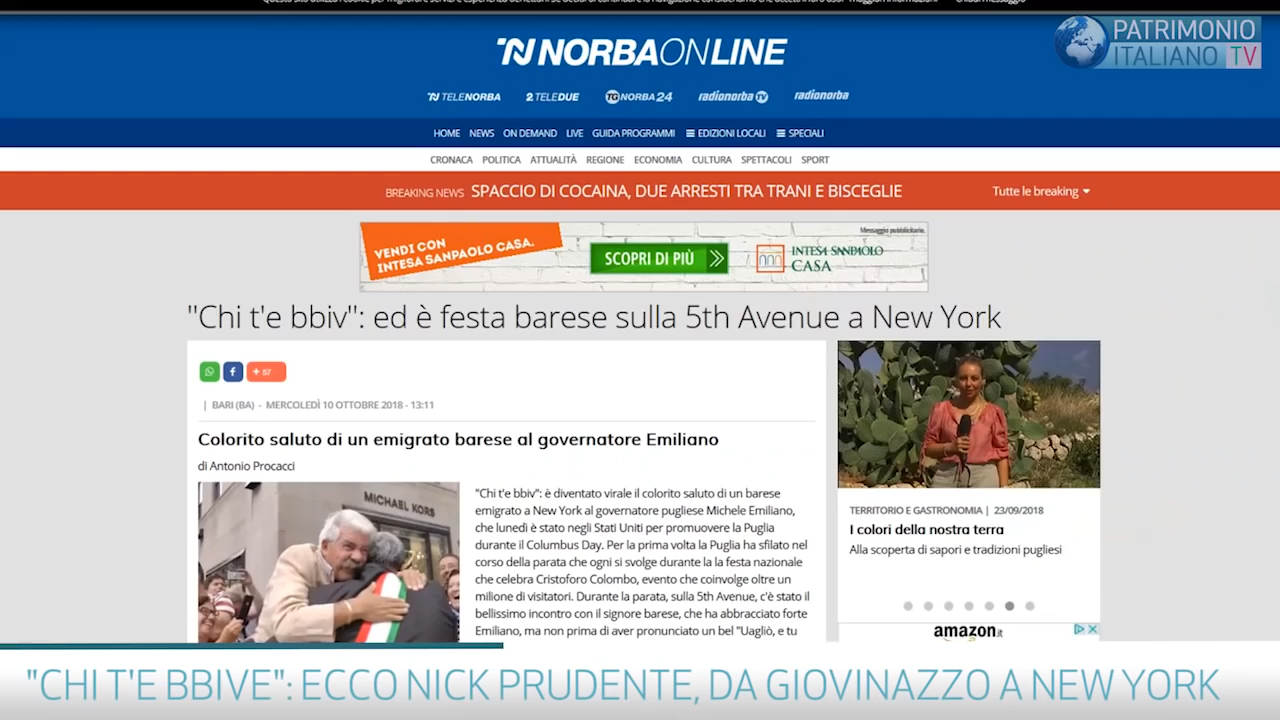 PATRIMONIO
ITALIANO TV
NORBAONLINE
TELENORBA 2 TELEDUE TG NORBA 24 radionorba TV radionorba
HOME NEWS ON DEMAND LIVE GUIDA PROGRAMMI EDIZIONI LOCALI SPECIALI
CRONACA POLITICA ATTUALITÀ REGIONE ECONOMIA CULTURA SPETTACOLI SPORT
BREAKING NEWS SPACCIO DI COCAINA, DUE ARRESTI TRA TRANI E BISCEGLIE Tutte le breaking
Messaggio pubblicitario.
VENDI CON
INTESA SANPAOLO CASA.
SCOPRI DI PIÙ
INTESA SANPAOLO
CASA
"Chi t'e bbiv": ed è festa barese sulla 5th Avenue a New York
+ 57
| BARI (BA) - MERCOLEDÌ 10 OTTOBRE 2018 - 13:11
Colorito saluto di un emigrato barese al governatore Emiliano
di Antonio Procacci
MICHAEL KORS
"Chi t'e bbiv": è diventato virale il colorito saluto di un barese
emigrato a New York al governatore pugliese Michele Emiliano,
che lunedì è stato negli Stati Uniti per promuovere la Puglia
durante il Columbus Day. Per la prima volta la Puglia ha sfilato nel
corso della parata che ogni si svolge durante la la festa nazionale
che celebra Cristoforo Colombo, evento che coinvolge oltre un
milione di visitatori. Durante la parata, sulla 5th Avenue, c'è stato il
bellissimo incontro con il signore barese, che ha abbracciato forte
Emiliano, ma non prima di aver pronunciato un bel "Uagliò, e tu
TERRITORIO E GASTRONOMIA | 23/09/2018
I colori della nostra terra
Alla scoperta di sapori e tradizioni pugliesi
amazon.it
"CHI T'E BBIVE": ECCO NICK PRUDENTE, DA GIOVINAZZO A NEW YORK